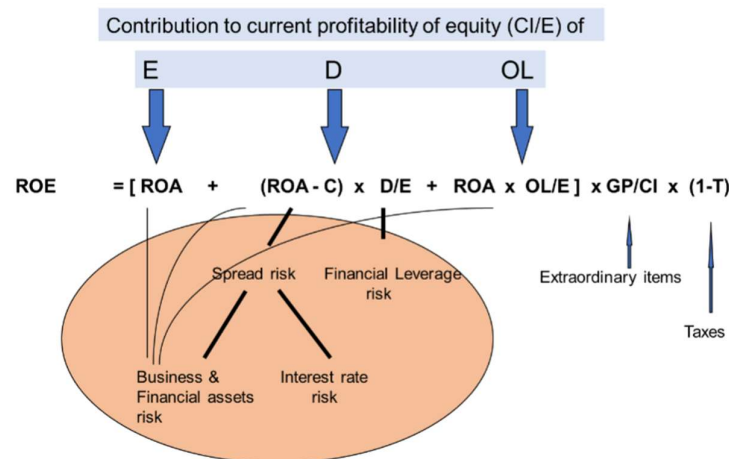 Contribution to current profitability of equity (CI/E) of
E D OL
ROE = [ ROA + (ROA - C) x D/E + ROA x OL/E ] x GP/CI x (1-T)
Spread risk
Financial Leverage
risk
Extraordinary items
Taxes
Business &
Financial assets
risk
Interest rate
risk